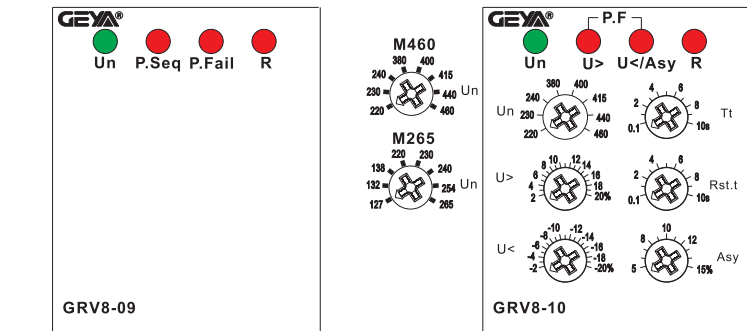 GEYA®
Un P.Seq P.Fail R
GRV8-09
M460
220 230 240 380 400 415 440 460
Un
M265
127 132 138 220 230 240 254 265
Un
GEYA®
P.F
Un U> U</Asy R
Un
220 230 240 380 400 415 440 460
0.1 2 4 6 8 10s
Tt
U>
2 4 6 8 10 12 14 16 18 20%
0.1 2 4 6 8 10s
Rst.t
U<
-2 -4 -6 -8 -10 -12 -14 -16 -18 -20%
5 8 10 12 15%
Asy
GRV8-10